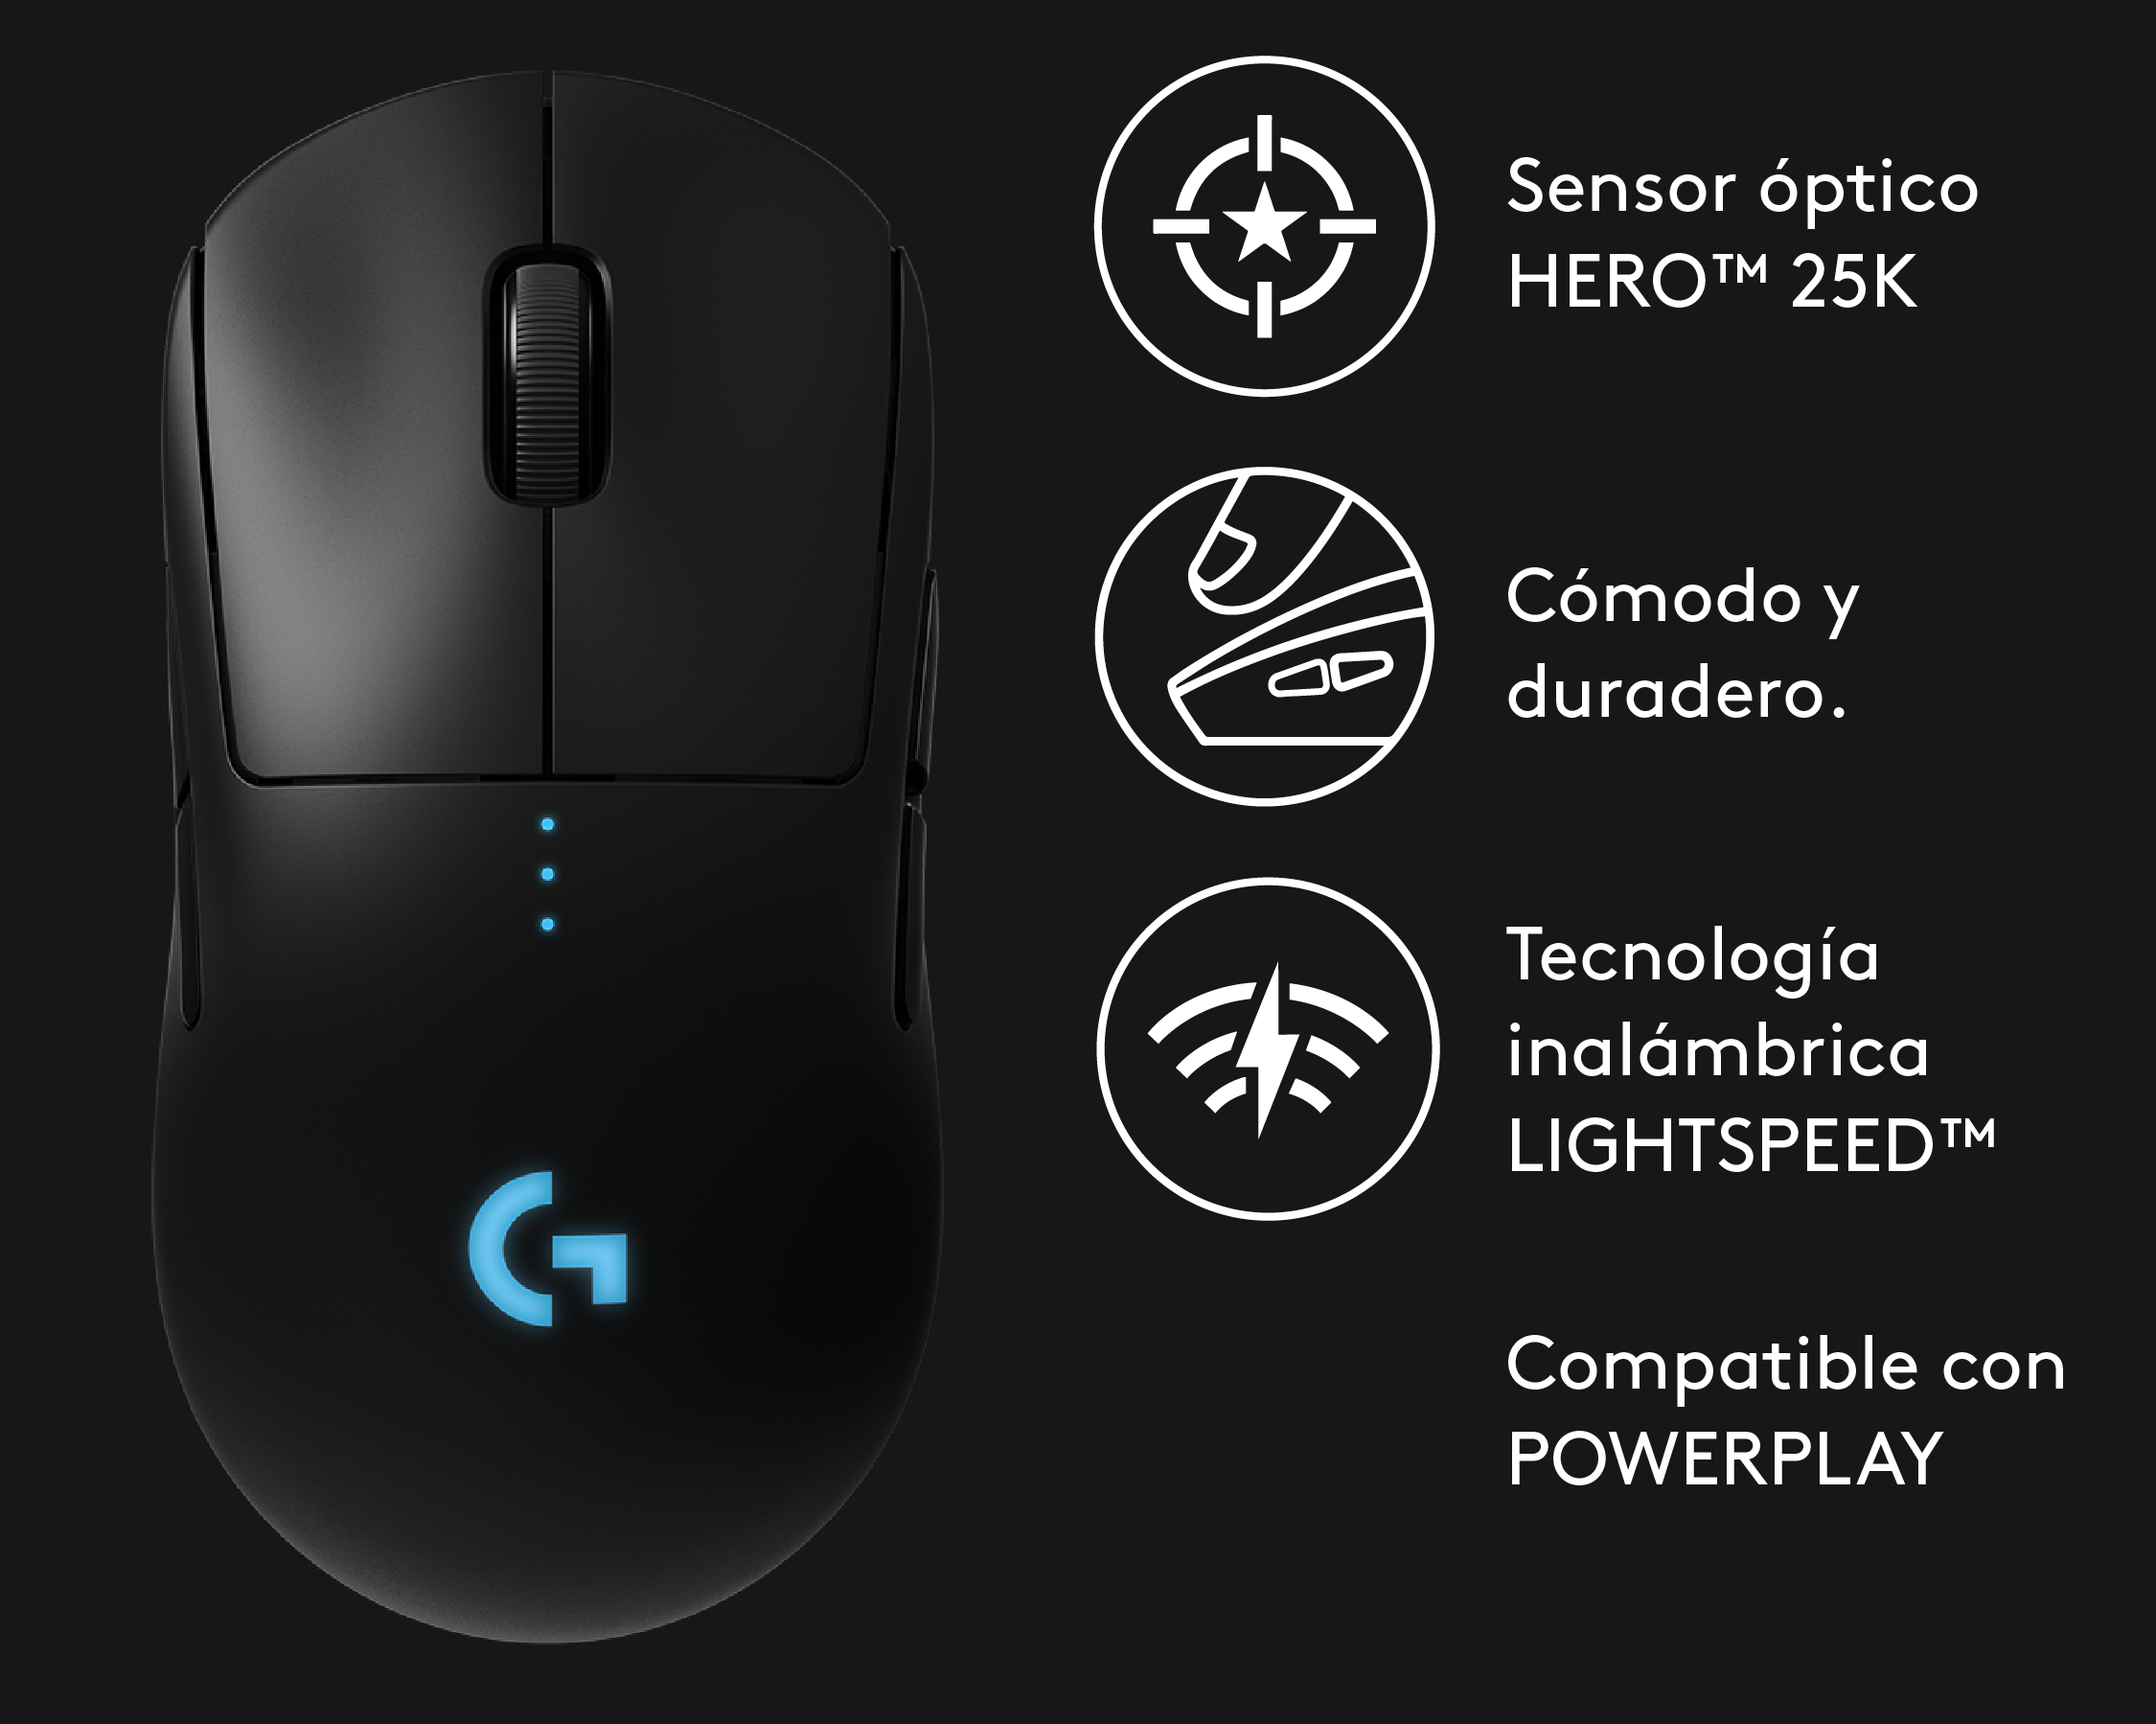 Sensor óptico
HERO™ 25K
Cómodo y
duradero.
Tecnología
inalámbrica
LIGHTSPEED™
Compatible con
POWERPLAY
G